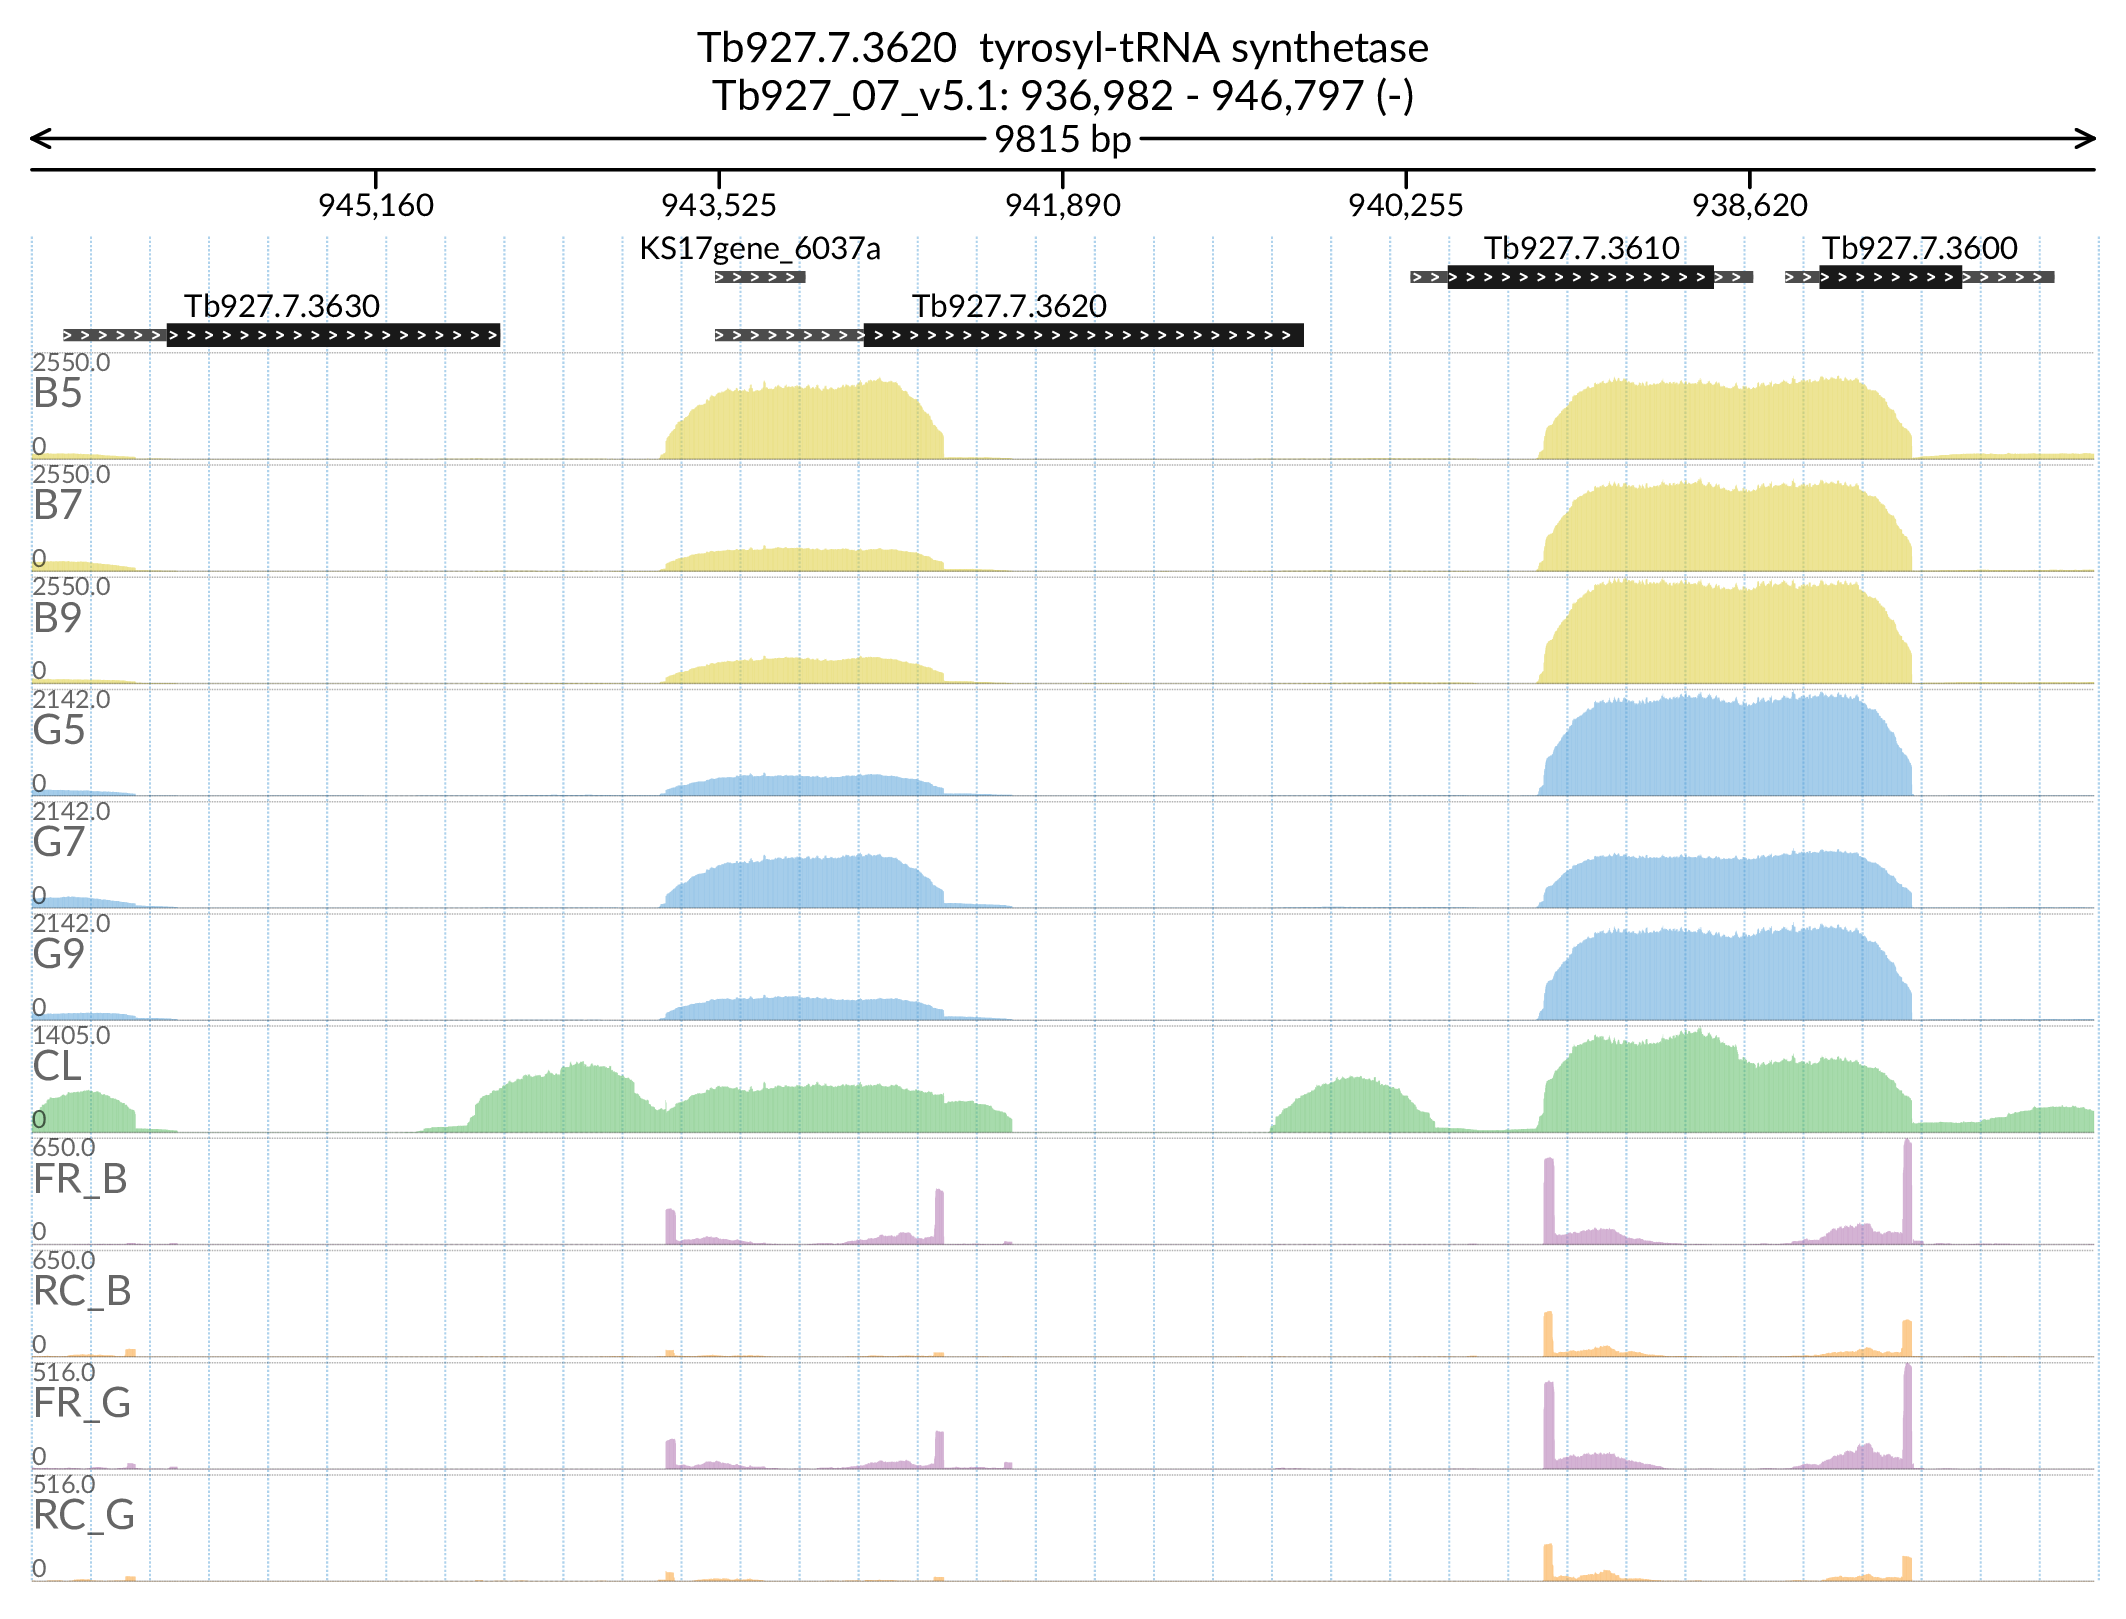 Tb927.7.3620 tyrosyl-tRNA synthetase
Tb927_07_v5.1: 936,982 - 946,797 (-)
9815 bp
945,160 943,525 941,890 940,255 938,620
KS17gene_6037a Tb927.7.3610 Tb927.7.3600
Tb927.7.3630 Tb927.7.3620
2550.0
B5
0
2550.0
B7
0
2550.0
B9
0
2142.0
G5
0
2142.0
G7
0
2142.0
G9
0
1405.0
CL
0
650.0
FR_B
0
650.0
RC_B
0
516.0
FR_G
0
516.0
RC_G
0